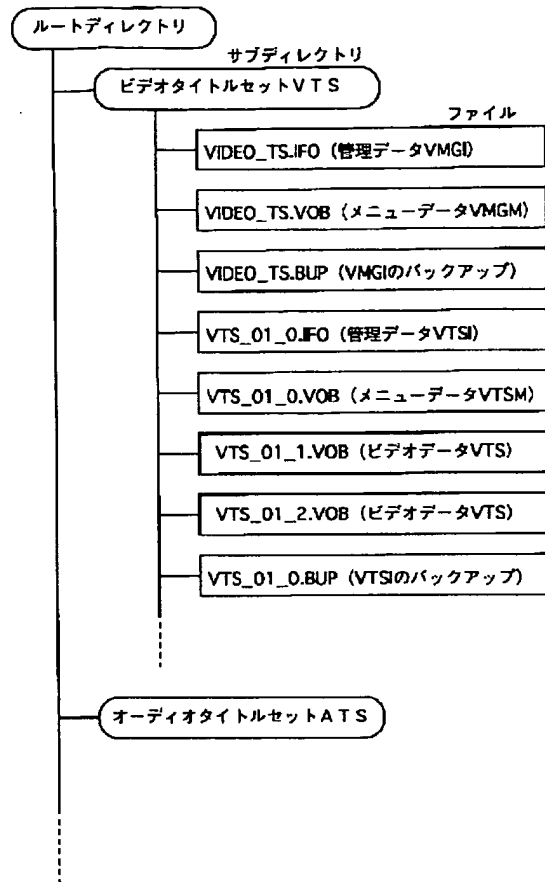 ルートディレクトリ
サブディレクトリ
ビデオタイトルセットVTS
ファイル
VIDEO_TS.IFO (管理データVMGI)
VIDEO_TS.VOB (メニューデータVMGM)
VIDEO_TS.BUP (VMGIのバックアップ)
VTS_01_0.IFO (管理データVTSI)
VTS_01_0.VOB (メニューデータVTSM)
VTS_01_1.VOB (ビデオデータVTS)
VTS_01_2.VOB (ビデオデータVTS)
VTS_01_0.BUP (VTSIのバックアップ)
オーディオタイトルセットATS